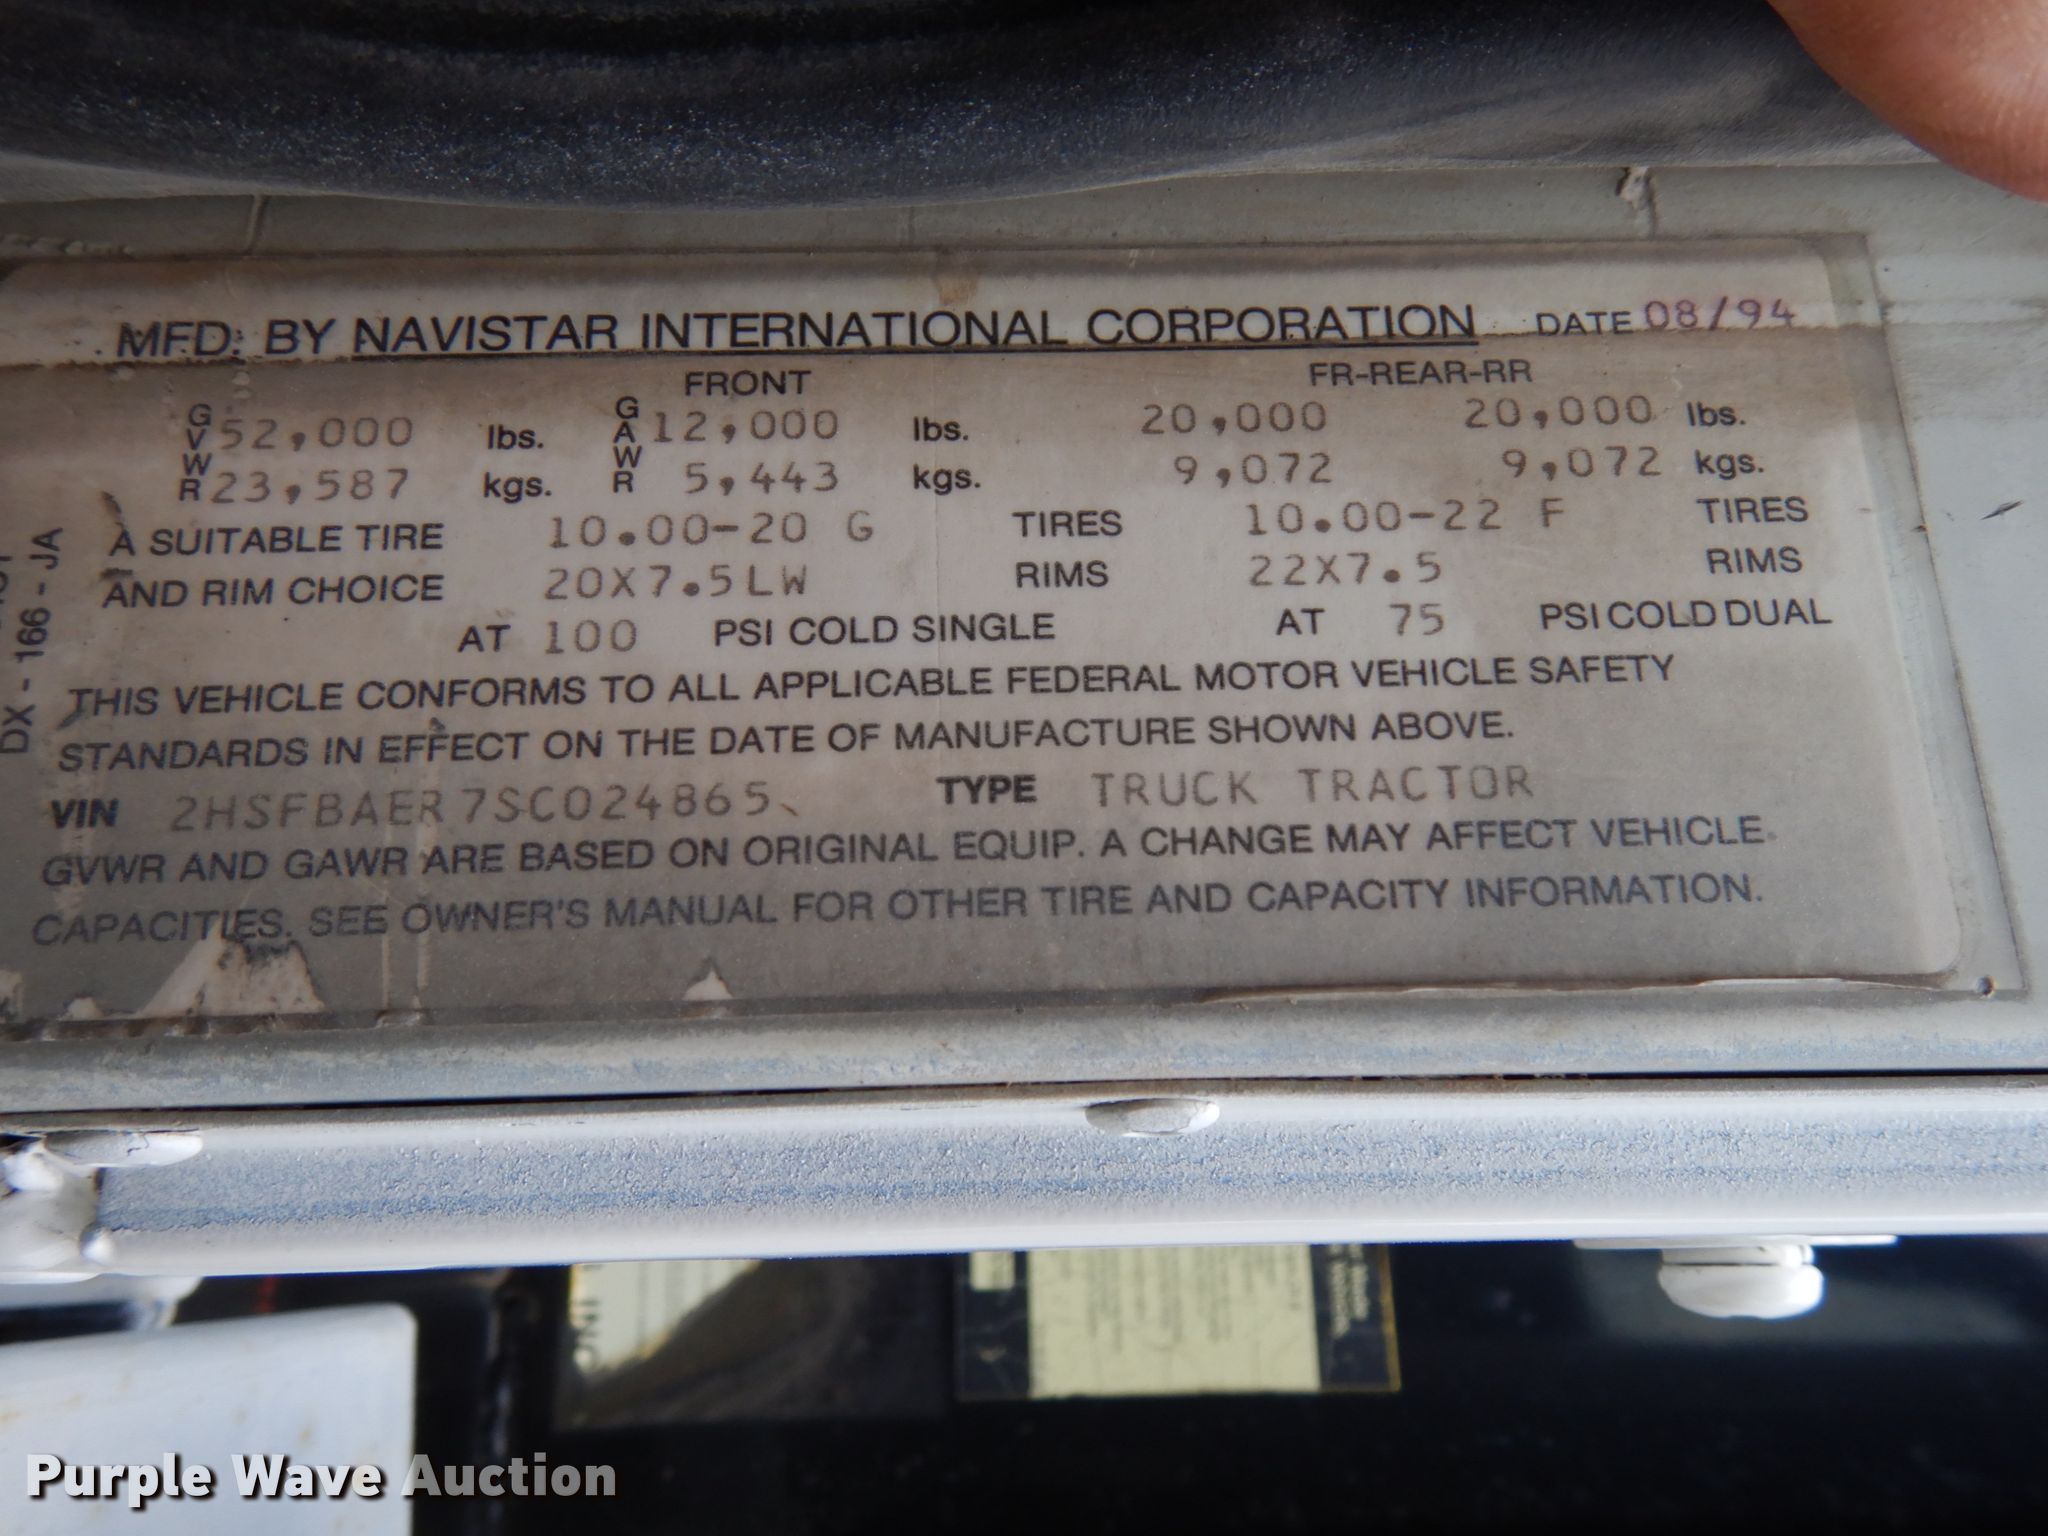 MFD. BY NAVISTAR INTERNATIONAL CORPORATION DATE 08/94
FRONT FR-REAR-RR
GVWR 52,000 lbs. GAWR 12,000 lbs. 20,000 20,000 lbs.
23,587 kgs. 5,443 kgs. 9,072 9,072 kgs.
A SUITABLE TIRE 10.00-20 G TIRES 10.00-22 F TIRES
AND RIM CHOICE 20X7.5LW RIMS 22X7.5 RIMS
AT 100 PSI COLD SINGLE AT 75 PSI COLD DUAL
THIS VEHICLE CONFORMS TO ALL APPLICABLE FEDERAL MOTOR VEHICLE SAFETY
STANDARDS IN EFFECT ON THE DATE OF MANUFACTURE SHOWN ABOVE.
VIN 2HSFBAER7SC024865 TYPE TRUCK TRACTOR
GVWR AND GAWR ARE BASED ON ORIGINAL EQUIP. A CHANGE MAY AFFECT VEHICLE
CAPACITIES. SEE OWNER'S MANUAL FOR OTHER TIRE AND CAPACITY INFORMATION.
DX - 166 - JA
Purple Wave Auction